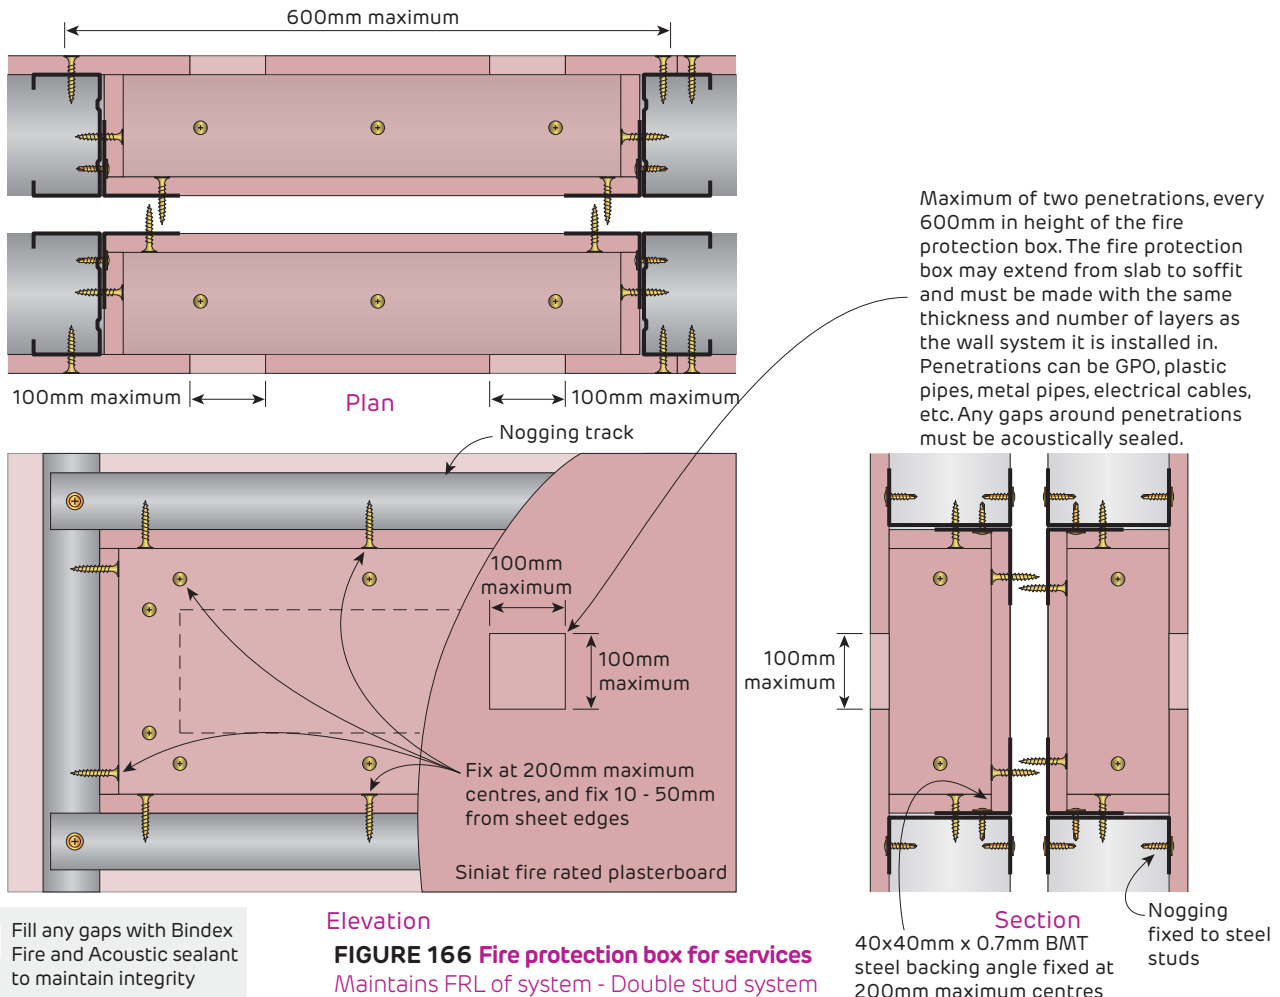 600mm maximum
100mm maximum
Plan
100mm maximum
Maximum of two penetrations, every
600mm in height of the fire
protection box. The fire protection
box may extend from slab to soffit
and must be made with the same
thickness and number of layers as
the wall system it is installed in.
Penetrations can be GPO, plastic
pipes, metal pipes, electrical cables,
etc. Any gaps around penetrations
must be acoustically sealed.
Nogging track
100mm
maximum
100mm
maximum
100mm
maximum
Fix at 200mm maximum
centres, and fix 10 - 50mm
from sheet edges
Siniat fire rated plasterboard
Elevation
Section
Nogging
fixed to steel
studs
40x40mm x 0.7mm BMT
steel backing angle fixed at
200mm maximum centres
Fill any gaps with Bindex
Fire and Acoustic sealant
to maintain integrity
FIGURE 166 Fire protection box for services
Maintains FRL of system - Double stud system